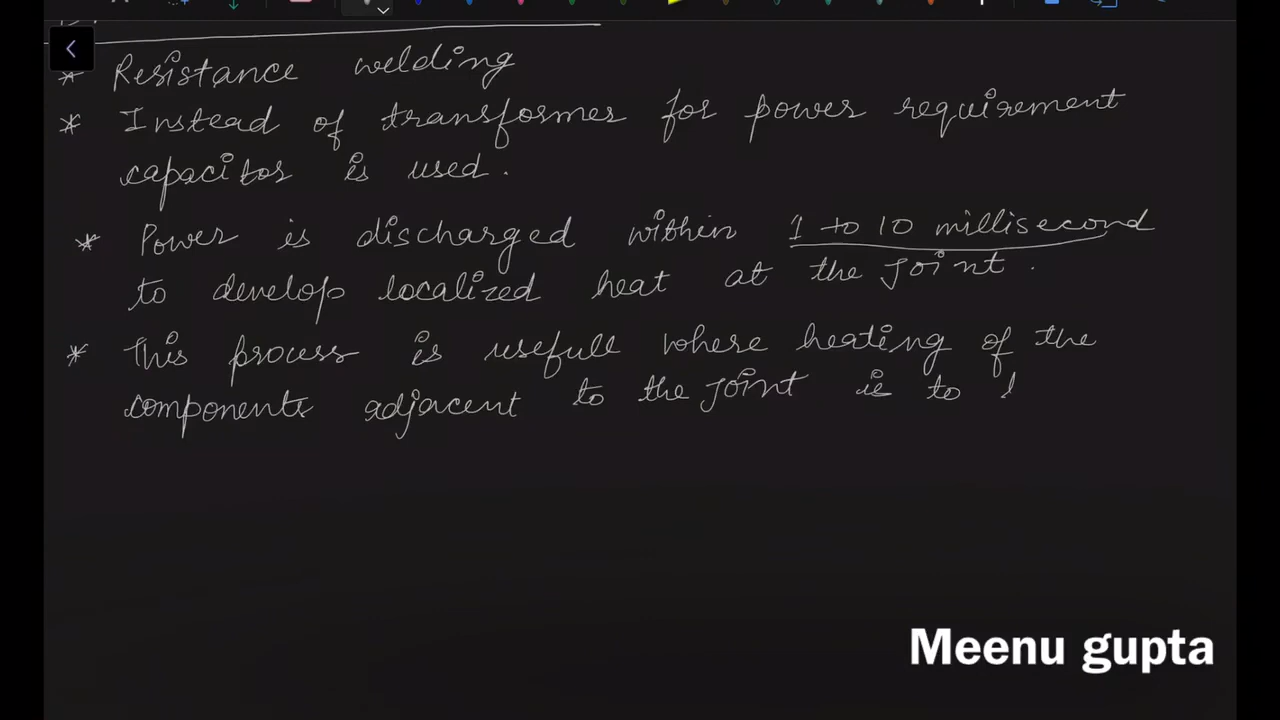 * Resistance welding
* Instead of transformer for power requirement
capacitor is used.
* Power is discharged within 1 to 10 millisecond
to develop localized heat at the joint.
* This process is usefull where heating of the
components adjacent to the joint is to
Meenu gupta